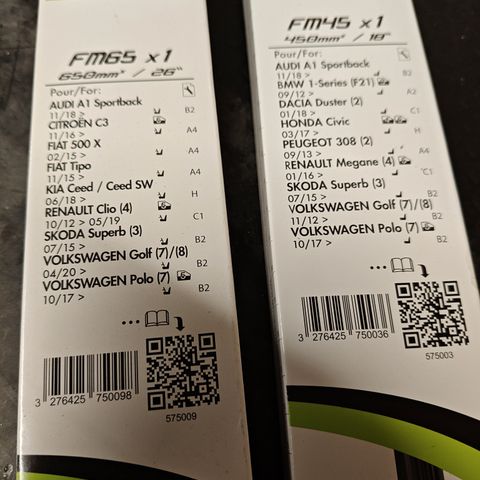 FM65 x1
650mm* / 26"
Pour/For:
AUDI A1 Sportback
11/18 > B2
CITROËN C3
11/16 > A4
FIAT 500 X
02/15 > A4
FIAT Tipo
11/15 > A4
KIA Ceed / Ceed SW
06/18 > H
RENAULT Clio (4)
10/12 > 05/19 C1
SKODA Superb (3)
07/15 > B2
VOLKSWAGEN Golf (7)/(8)
04/20 > B2
VOLKSWAGEN Polo (7)
10/17 > B2
...
3 276425 750098
575009
FM45 x1
450mm* / 18"
Pour/For:
AUDI A1 Sportback
11/18 > B2
BMW 1-Series (F21)
09/12 > A2
DACIA Duster (2)
01/18 > C1
HONDA Civic
03/17 > H
PEUGEOT 308 (2)
09/13 > A4
RENAULT Megane (4)
01/16 > C1
SKODA Superb (3)
07/15 > B2
VOLKSWAGEN Golf (7)/(8)
11/12 > B2
VOLKSWAGEN Polo (7)
10/17 > B2
...
3 276425 750036
575003